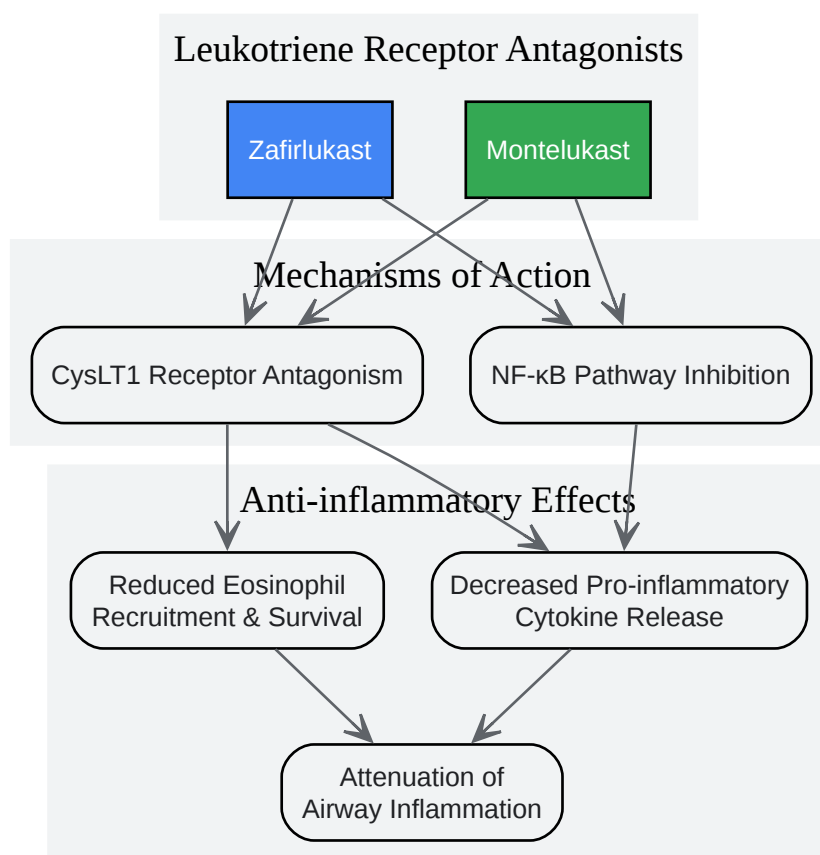 Leukotriene Receptor Antagonists
Zafirlukast
Montelukast
Mechanisms of Action
CysLT1 Receptor Antagonism
NF-κB Pathway Inhibition
Anti-inflammatory Effects
Reduced Eosinophil
Recruitment & Survival
Decreased Pro-inflammatory
Cytokine Release
Attenuation of
Airway Inflammation